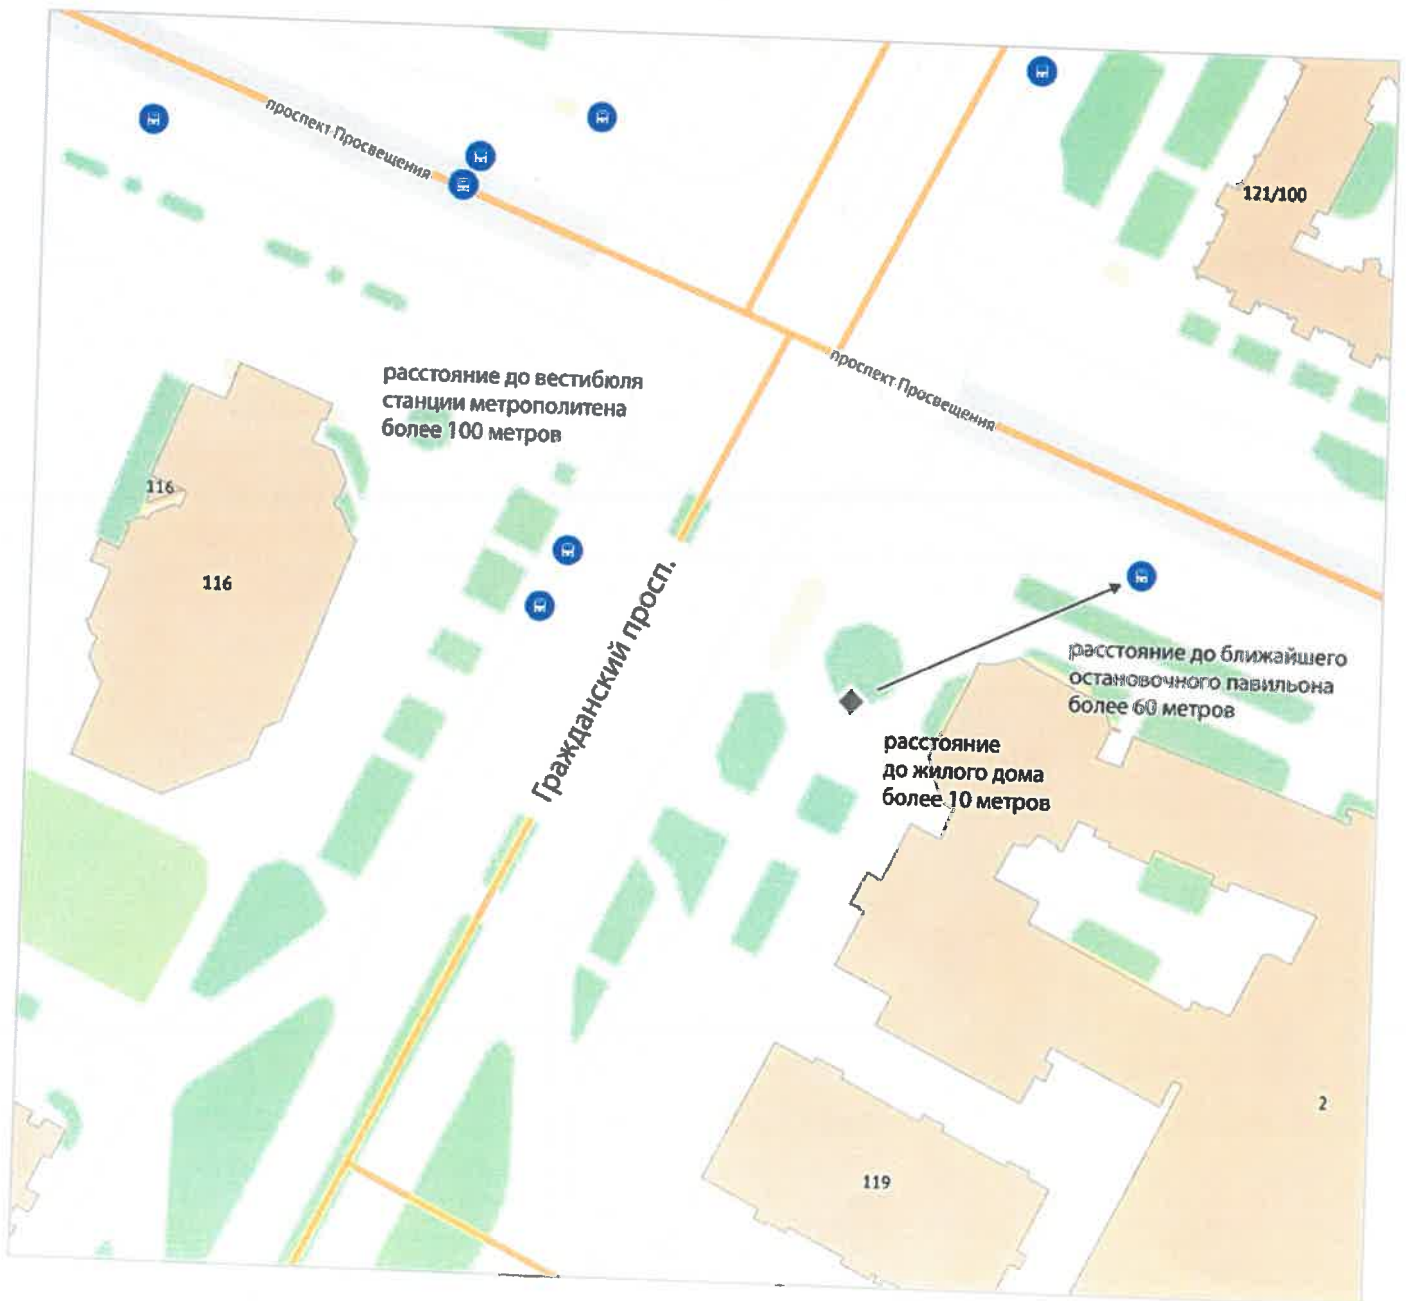 проспект Просвещения
121/100
проспект Просвещения
расстояние до вестибюля
станции метрополитена
более 100 метров
116
116
Гражданский просп.
расстояние до ближайшего
остановочного павильона
более 60 метров
расстояние
до жилого дома
более 10 метров
2
119